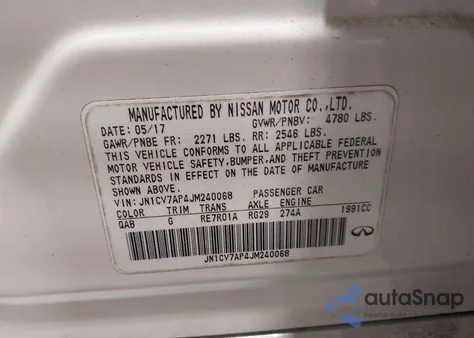 MANUFACTURED BY NISSAN MOTOR CO.,LTD.
DATE: 05/17 GVWR/PNBV: 4780 LBS.
GAWR/PNBE FR: 2271 LBS. RR: 2546 LBS.
THIS VEHICLE CONFORMS TO ALL APPLICABLE FEDERAL
MOTOR VEHICLE SAFETY,BUMPER,AND THEFT PREVENTION
STANDARDS IN EFFECT ON THE DATE OF MANUFACTURE
SHOWN ABOVE.
VIN: JN1CV7AP4JM240068 PASSENGER CAR
COLOR TRIM TRANS AXLE ENGINE
QAB G RE7R01A RG29 274A 1991CC
JN1CV7AP4JM240068
autoSnap